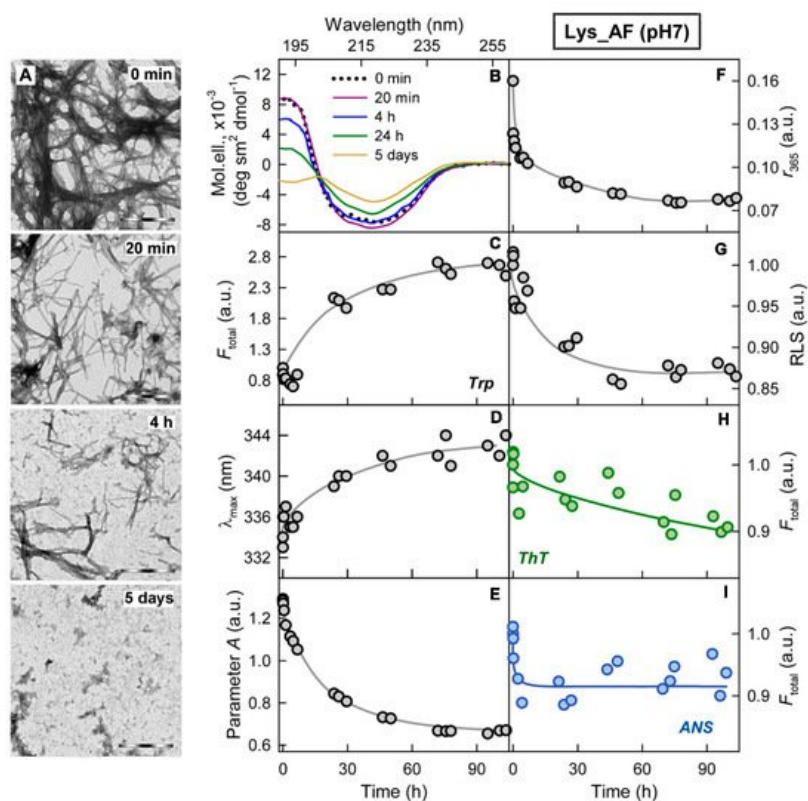 Wavelength (nm)
195 215 235 255
Lys_AF (pH7)
A
0 min
20 min
4 h
5 days
B
12
8
4
0
-4
-8
Mol.ell., x10⁻³
(deg sm² dmol⁻¹)
0 min
20 min
4 h
24 h
5 days
F
0.16
0.12
0.10
0.07
r₃₆₅
(a.u.)
C
2.8
2.3
1.8
1.3
0.8
F_total (a.u.)
Trp
G
1.00
0.95
0.90
0.85
RLS (a.u.)
D
344
340
336
332
λ_max (nm)
H
1.0
0.9
F_total (a.u.)
ThT
E
1.2
1.0
0.8
0.6
Parameter A (a.u.)
I
1.0
0.9
F_total (a.u.)
ANS
0 30 60 90
Time (h)
0 30 60 90
Time (h)